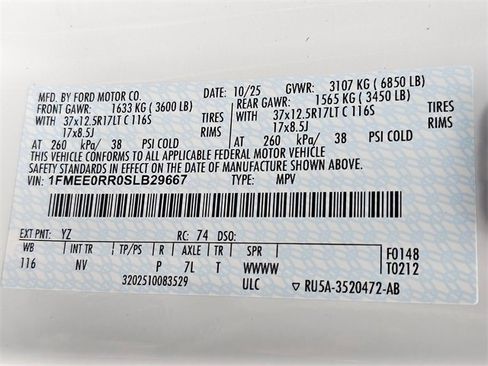 MFD. BY FORD MOTOR CO. DATE: 10/25 GVWR: 3107 KG ( 6850 LB)
FRONT GAWR: 1633 KG ( 3600 LB) REAR GAWR: 1565 KG ( 3450 LB)
37x12.5R17LT C 116S TIRES 37x12.5R17LT C 116S TIRES
17x8.5J RIMS 17x8.5J RIMS
AT 260 kPa/ 38 PSI COLD AT 260 kPa/ 38 PSI COLD
THIS VEHICLE CONFORMS TO ALL APPLICABLE FEDERAL MOTOR VEHICLE
SAFETY STANDARDS IN EFFECT ON THE DATE OF MANUFACTURE SHOWN ABOVE.
VIN: 1FMEE0RR0SLB29667 TYPE: MPV
EXT PNT: YZ RC: 74 DSO:
WB INT TR TP/PS R AXLE TR SPR F0148
116 NV P 7L T WWWW T0212
3202510083529 ULC ▽ RU5A-3520472-AB